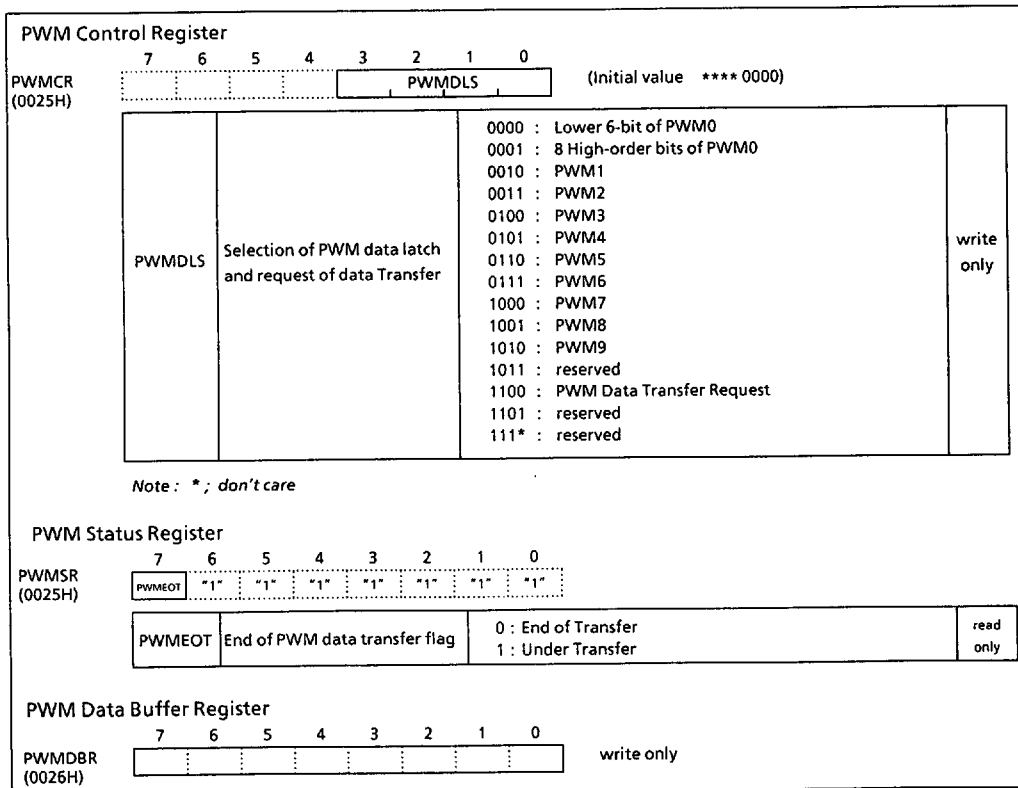 PWM Control Register
7 6 5 4 3 2 1 0
PWMCR (0025H) PWMDLS (Initial value **** 0000)
PWMDLS Selection of PWM data latch and request of data Transfer
0000 : Lower 6-bit of PWM0
0001 : 8 High-order bits of PWM0
0010 : PWM1
0011 : PWM2
0100 : PWM3
0101 : PWM4
0110 : PWM5
0111 : PWM6
1000 : PWM7
1001 : PWM8
1010 : PWM9
1011 : reserved
1100 : PWM Data Transfer Request
1101 : reserved
111* : reserved
write only
Note : * ; don't care
PWM Status Register
7 6 5 4 3 2 1 0
PWMSR (0025H) PWMEOT "1" "1" "1" "1" "1" "1" "1"
PWMEOT End of PWM data transfer flag
0 : End of Transfer
1 : Under Transfer
read only
PWM Data Buffer Register
7 6 5 4 3 2 1 0
PWMDBR (0026H) write only